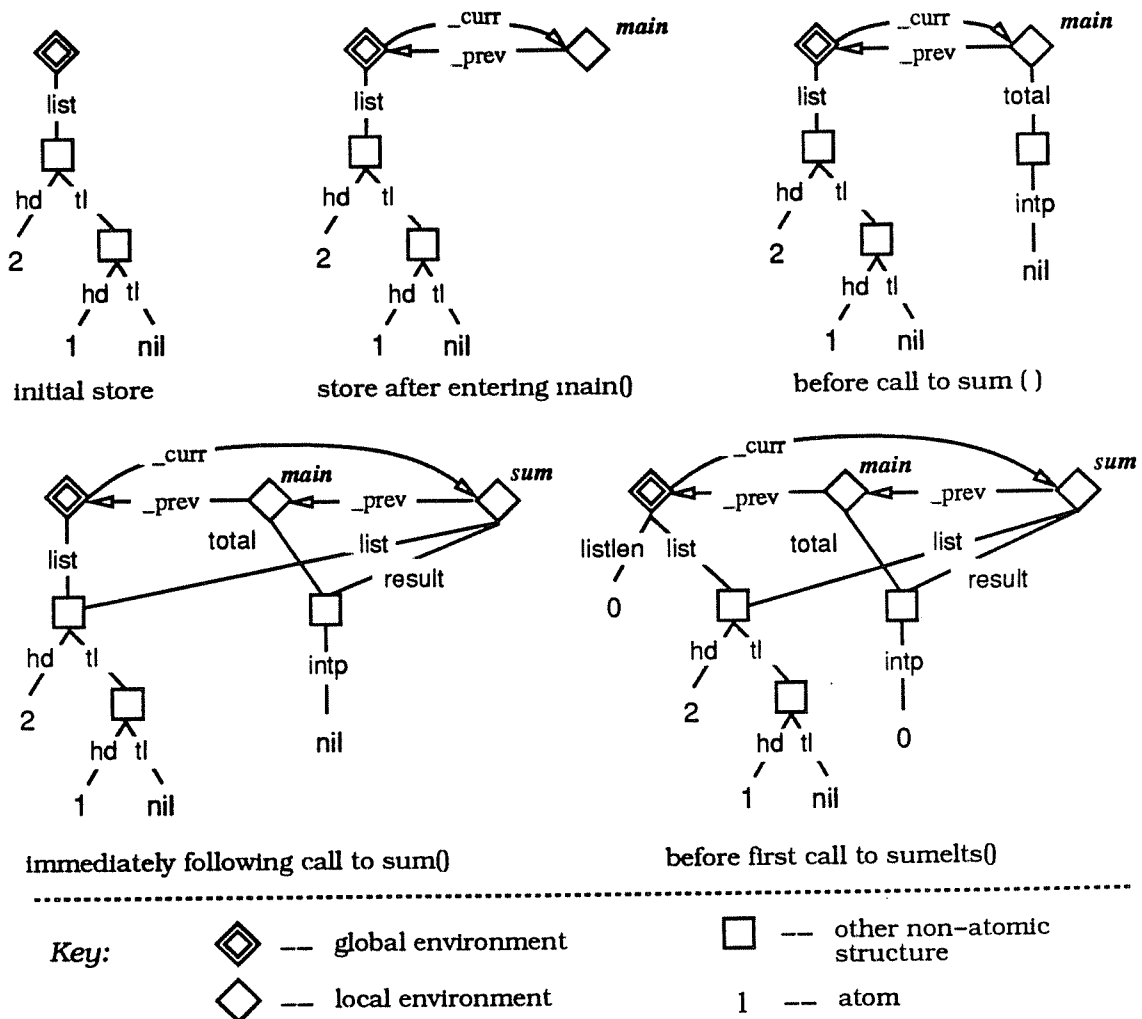 _curr
main
_prev
list
hd tl
2
hd tl
1 nil
initial store
_curr
main
_prev
list
hd tl
2
hd tl
1 nil
store after entering main()
_curr
main
_prev
list
total
hd tl
intp
2
nil
hd tl
1 nil
before call to sum ( )
_curr
main
sum
_prev
_prev
total
list
list
result
hd tl
intp
2
nil
hd tl
1 nil
immediately following call to sum()
_curr
main
sum
_prev
_prev
listlen list
total
list
result
0
hd tl
intp
2
0
hd tl
1 nil
before first call to sumelts()
Key:
-- global environment
-- other non-atomic
structure
-- local environment
1 -- atom